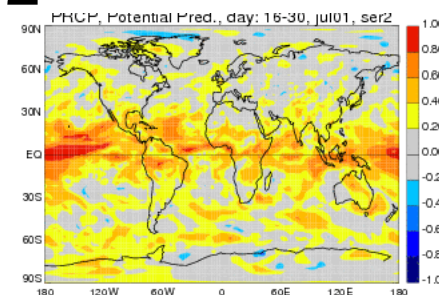 PRCP, Potential Pred., day: 16-30, jul01, ser2
90N
60N
30N
EQ
30S
60S
90S
180
120W
60W
0
60E
120E
180
1.0
0.8
0.6
0.4
0.2
0.0
-0.2
-0.4
-0.6
-0.8
-1.0